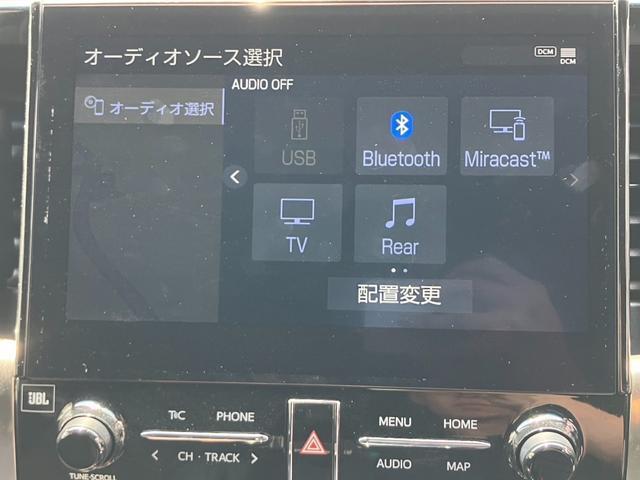 オーディオソース選択
DCM
DCM
AUDIO OFF
オーディオ選択
USB
Bluetooth
Miracast™
TV
Rear
配置変更
JBL
T&C PHONE
MENU HOME
CH · TRACK
AUDIO MAP
TUNE·SCROLL